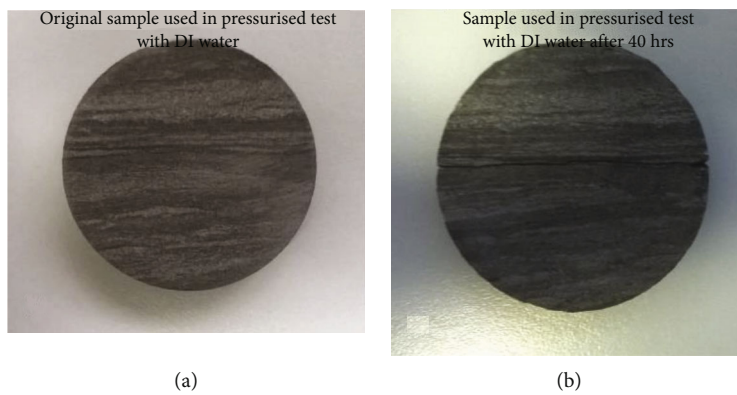 Original sample used in pressurised test
with DI water
Sample used in pressurised test
with DI water after 40 hrs
(a)
(b)